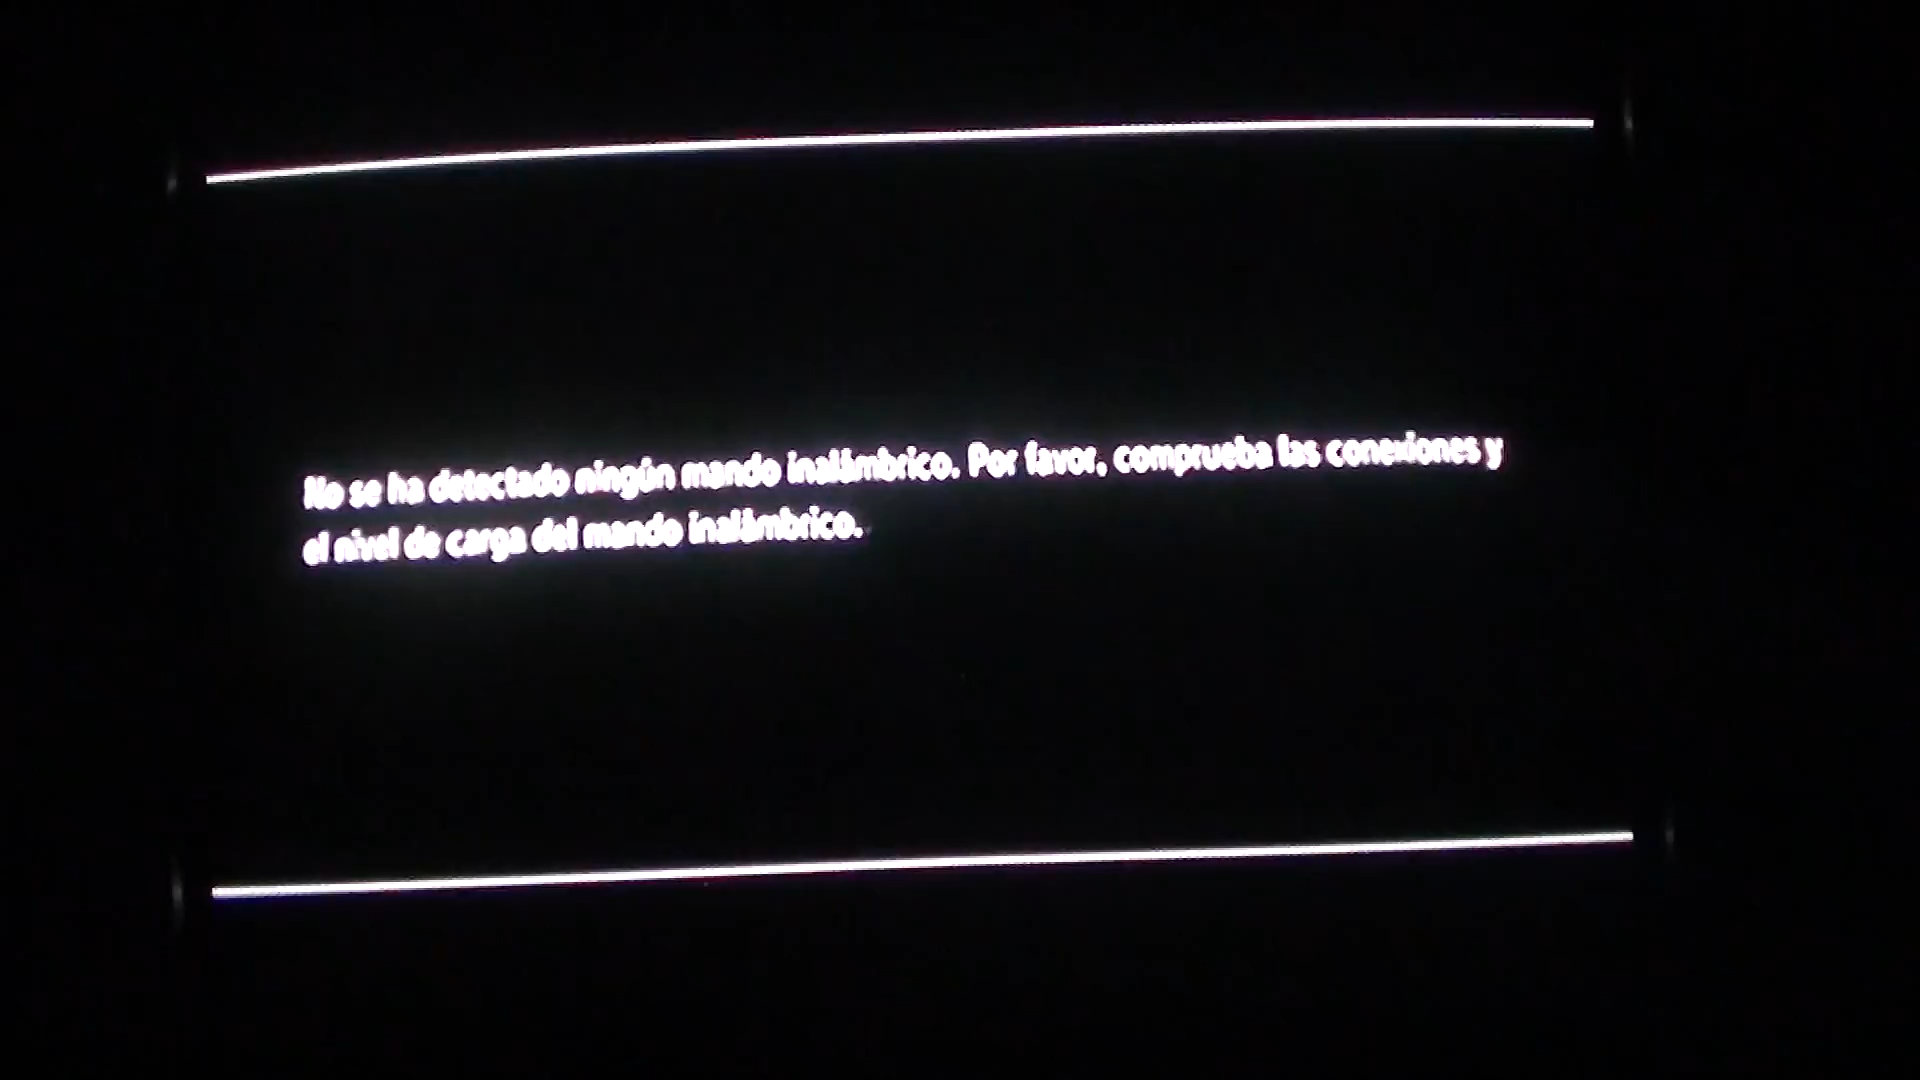 No se ha detectado ningún mando inalámbrico. Por favor, comprueba las conexiones y
el nivel de carga del mando inalámbrico.